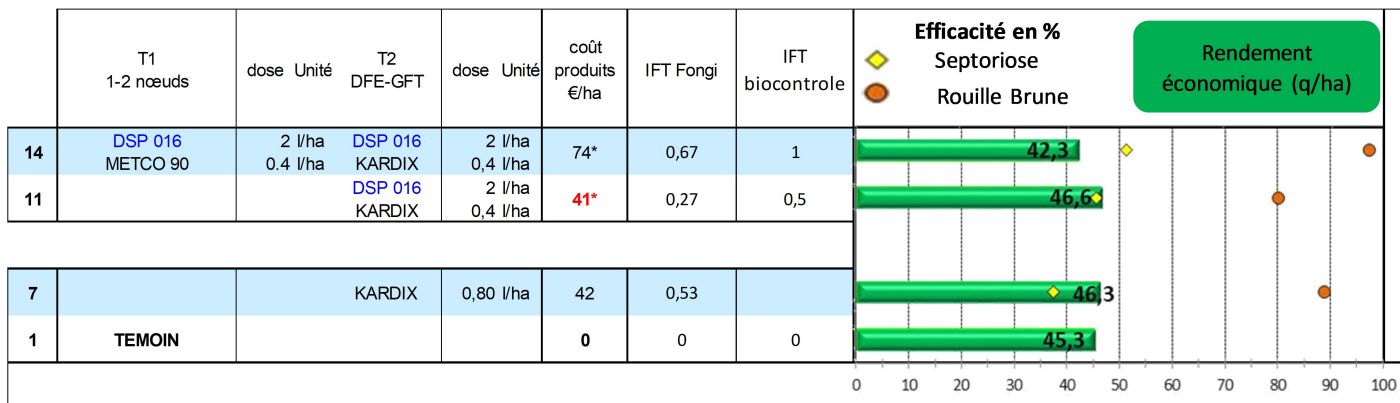 T1
1-2 nœuds
dose Unité
T2
DFE-GFT
dose Unité
coût
produits
€/ha
IFT Fongi
IFT
biocontrole
Efficacité en %
Septoriose
Rouille Brune
Rendement
économique (q/ha)
14
DSP 016
2 l/ha
DSP 016
2 l/ha
METCO 90
0.4 l/ha
KARDIX
0,4 l/ha
74*
0,67
1
42,3
11
DSP 016
2 l/ha
KARDIX
0,4 l/ha
41*
0,27
0,5
46,6
7
KARDIX
0,80 l/ha
42
0,53
46,3
1
TEMOIN
0
0
0
45,3
0 10 20 30 40 50 60 70 80 90 100